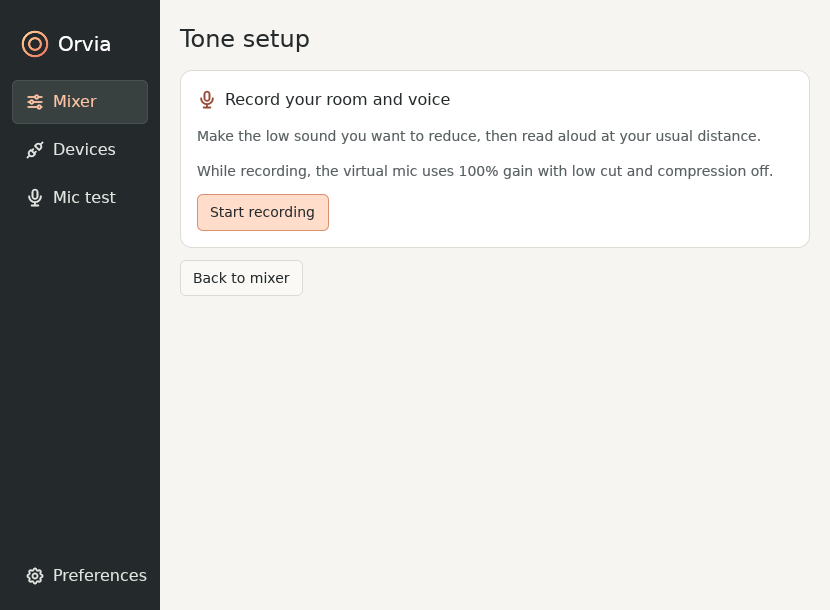 Orvia
Mixer
Devices
Mic test
Preferences
Tone setup
Record your room and voice
Make the low sound you want to reduce, then read aloud at your usual distance.
While recording, the virtual mic uses 100% gain with low cut and compression off.
Start recording
Back to mixer